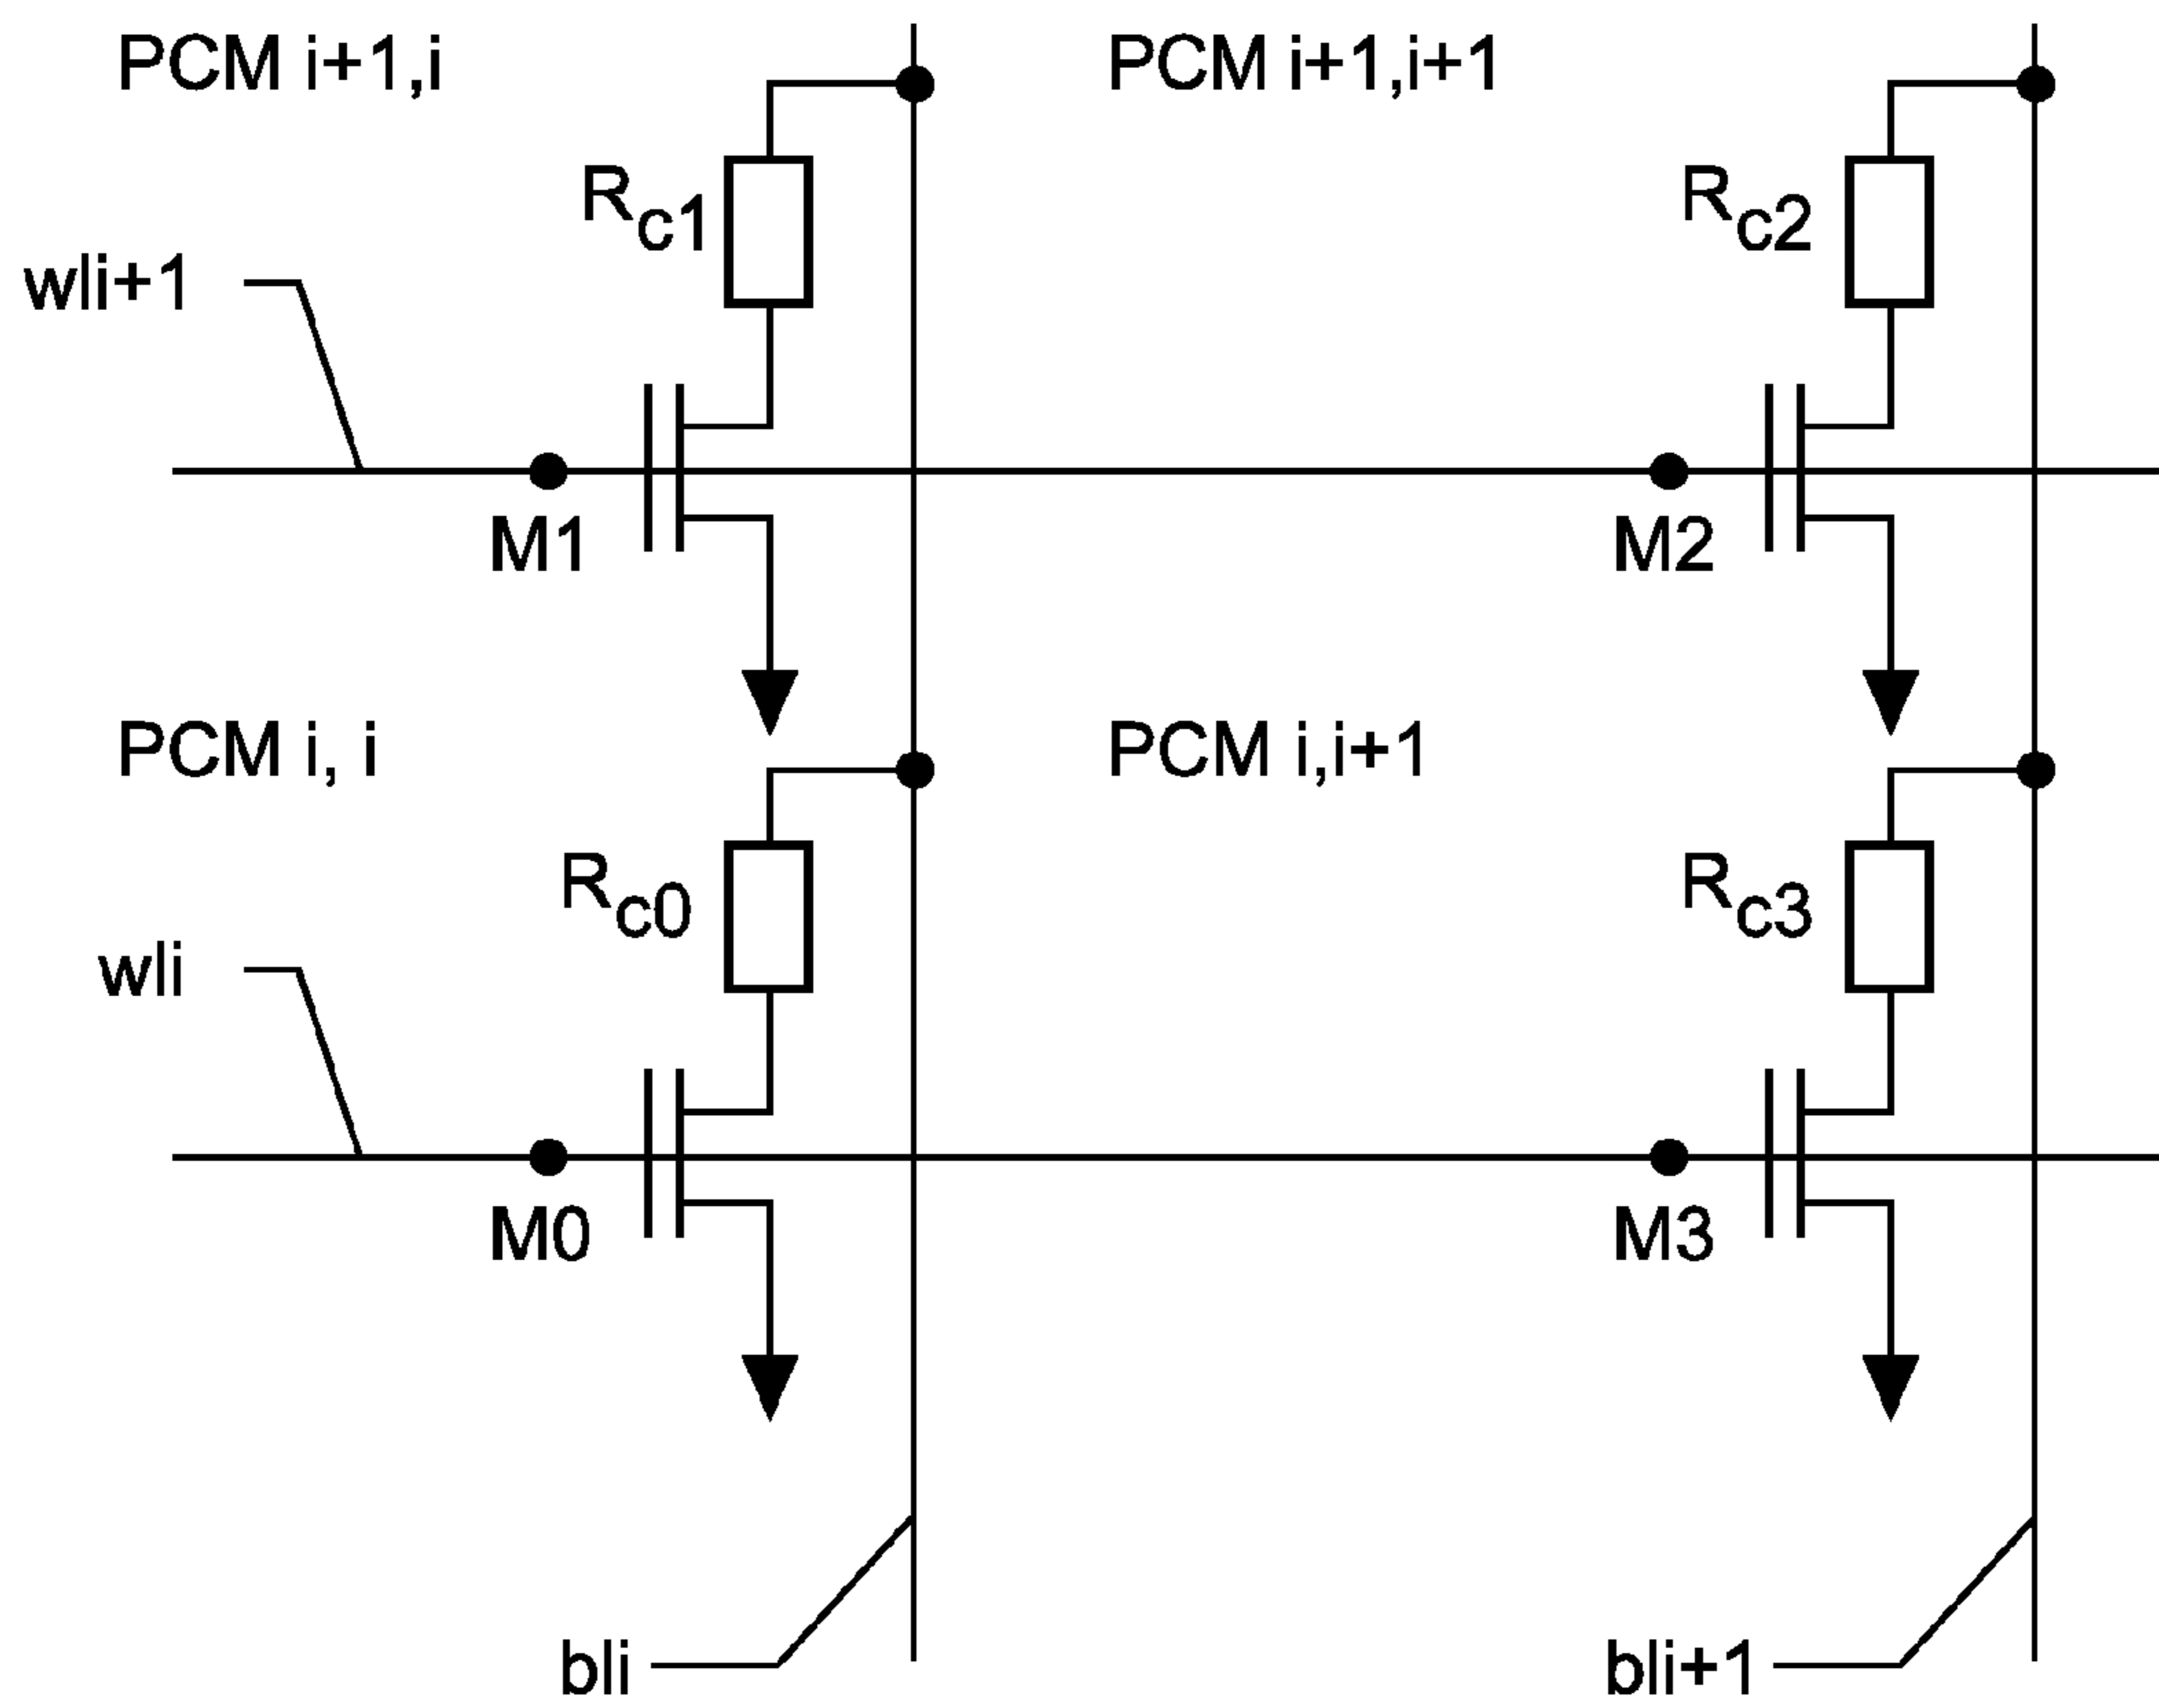 PCM i+1,i
PCM i+1,i+1
Rc1
Rc2
wli+1
M1
M2
PCM i, i
PCM i,i+1
Rc0
Rc3
wli
M0
M3
bli
bli+1